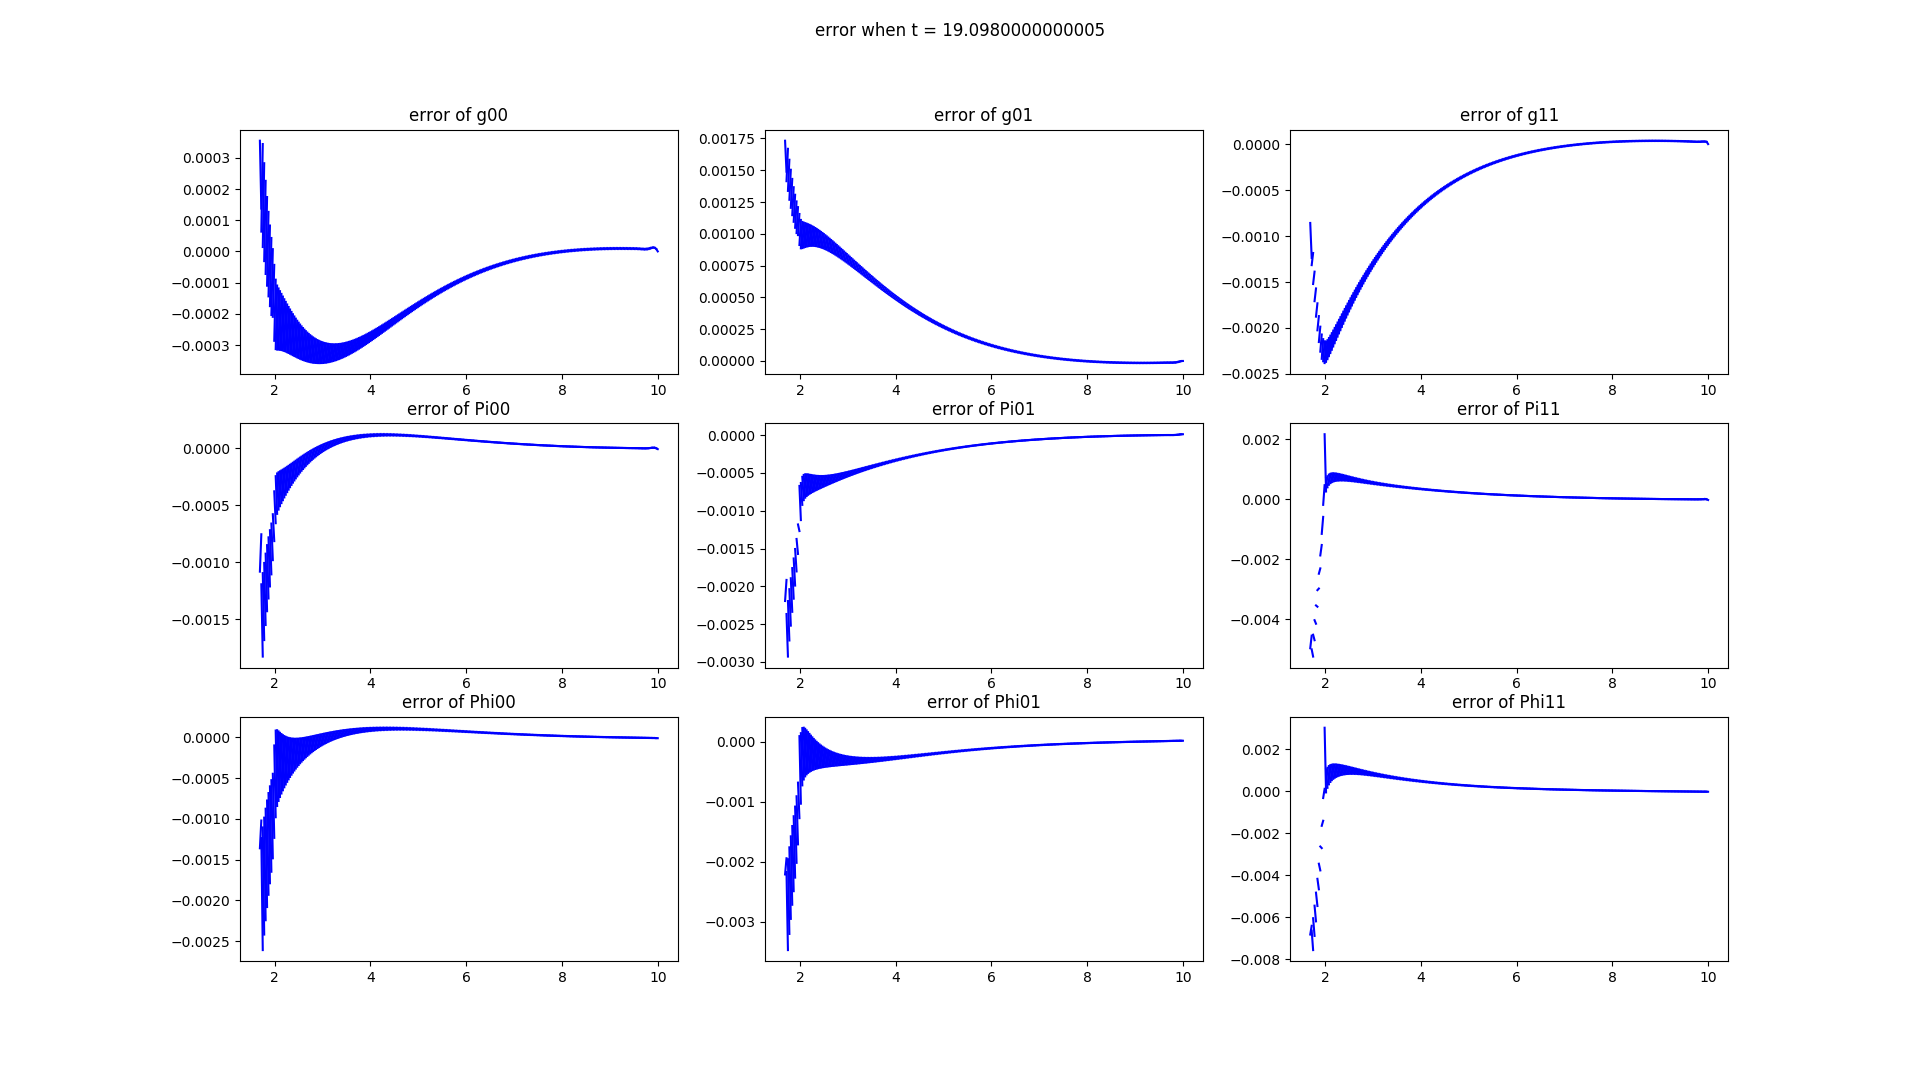 error when t = 19.0980000000005
error of g00
error of g01
error of g11
0.0003
0.0002
0.0001
0.0000
−0.0001
−0.0002
−0.0003
2 4 6 8 10
0.00175
0.00150
0.00125
0.00100
0.00075
0.00050
0.00025
0.00000
2 4 6 8 10
0.0000
−0.0005
−0.0010
−0.0015
−0.0020
−0.0025
2 4 6 8 10
error of Pi00
error of Pi01
error of Pi11
0.0000
−0.0005
−0.0010
−0.0015
2 4 6 8 10
0.0000
−0.0005
−0.0010
−0.0015
−0.0020
−0.0025
−0.0030
2 4 6 8 10
0.002
0.000
−0.002
−0.004
2 4 6 8 10
error of Phi00
error of Phi01
error of Phi11
0.0000
−0.0005
−0.0010
−0.0015
−0.0020
−0.0025
2 4 6 8 10
0.000
−0.001
−0.002
−0.003
2 4 6 8 10
0.002
0.000
−0.002
−0.004
−0.006
−0.008
2 4 6 8 10